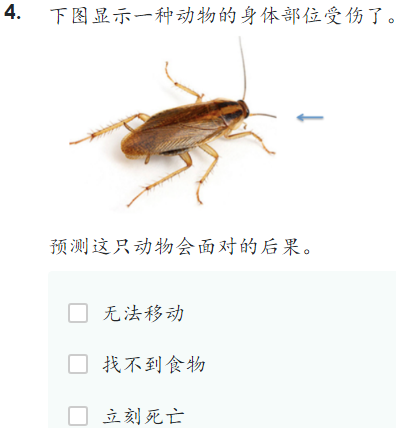 4. 下图显示一种动物的身体部位受伤了。
预测这只动物会面对的后果。
无法移动
找不到食物
立刻死亡